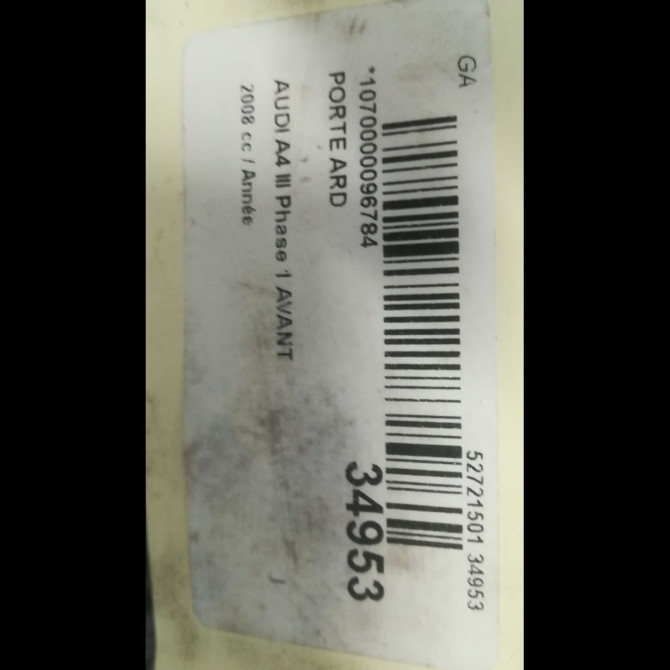 GA
52721501 34953
*1070000096784
34953
PORTE ARD
AUDI A4 III Phase 1 AVANT
2008 cc / Année